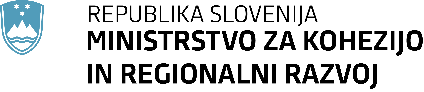 REPUBLIKA SLOVENIJA
MINISTRSTVO ZA KOHEZIJO
IN REGIONALNI RAZVOJ